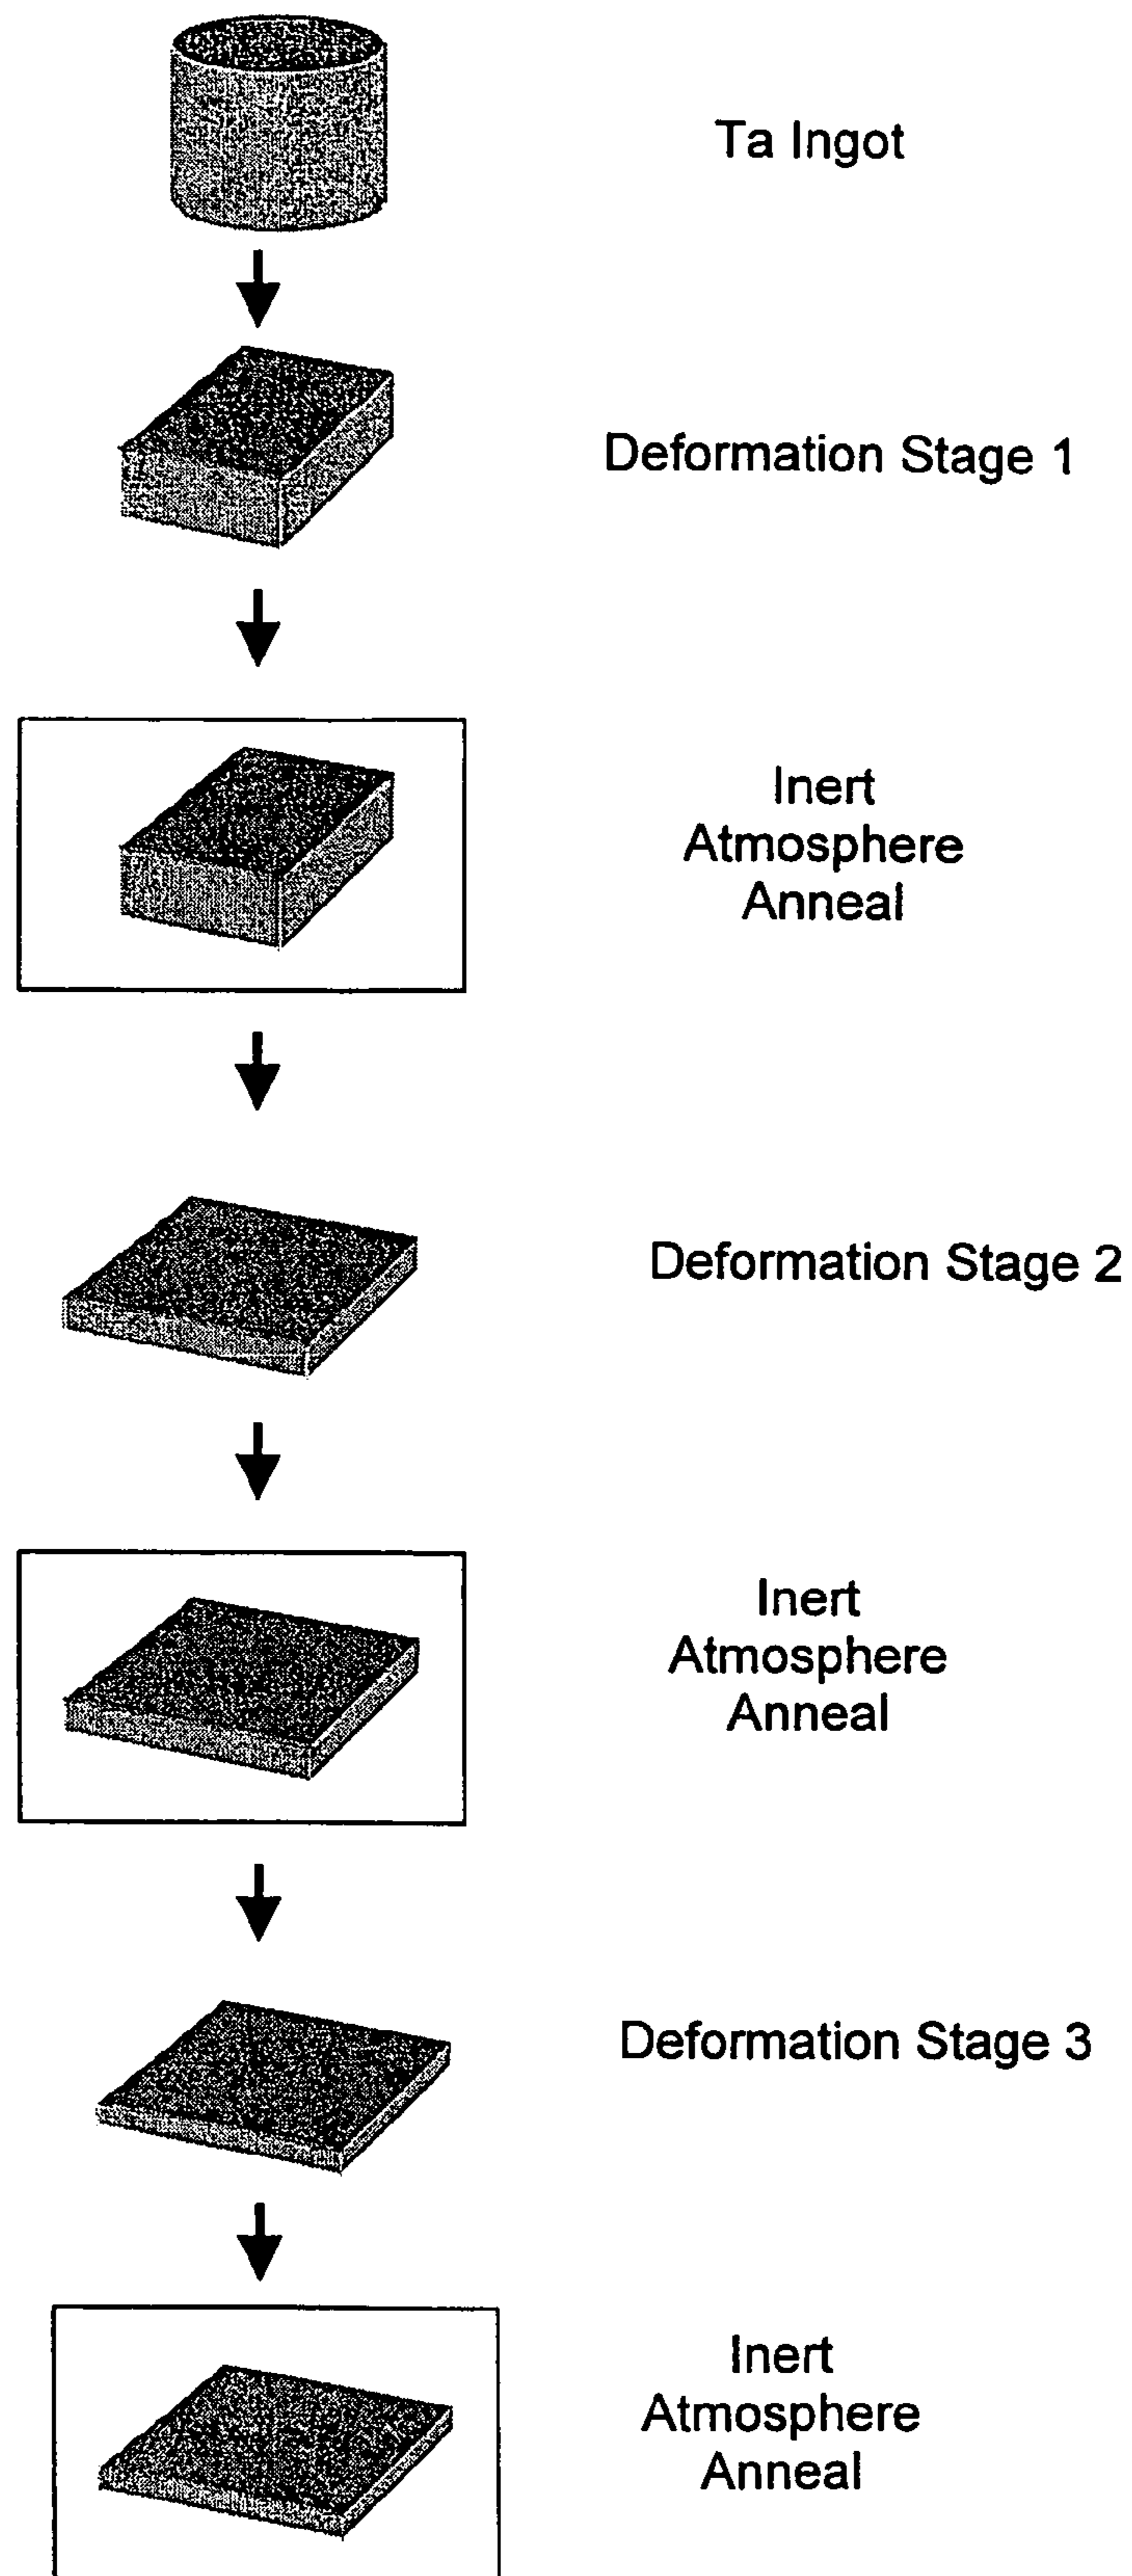 Ta Ingot
Deformation Stage 1
Inert
Atmosphere
Anneal
Deformation Stage 2
Inert
Atmosphere
Anneal
Deformation Stage 3
Inert
Atmosphere
Anneal